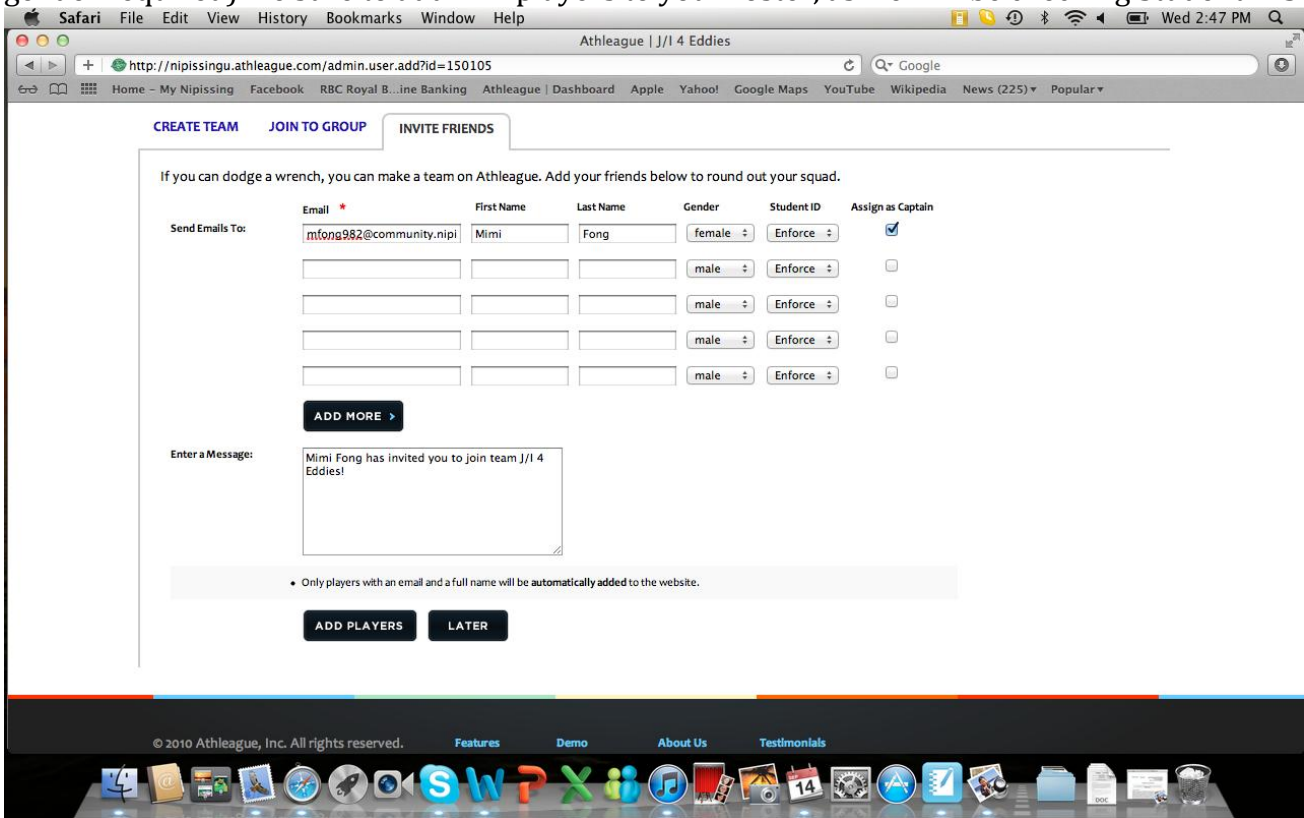 Safari File Edit View History Bookmarks Window Help Wed 2:47 PM
Athleague | J/I 4 Eddies
http://nipissingu.athleague.com/admin.user.add?id=150105 Google
Home – My Nipissing Facebook RBC Royal B...ine Banking Athleague | Dashboard Apple Yahoo! Google Maps YouTube Wikipedia News (225) Popular
CREATE TEAM JOIN TO GROUP INVITE FRIENDS
If you can dodge a wrench, you can make a team on Athleague. Add your friends below to round out your squad.
Email * First Name Last Name Gender Student ID Assign as Captain
Send Emails To: mfong982@community.nipi Mimi Fong female Enforce
male Enforce
male Enforce
male Enforce
male Enforce
ADD MORE >
Enter a Message: Mimi Fong has invited you to join team J/I 4
Eddies!
• Only players with an email and a full name will be automatically added to the website.
ADD PLAYERS LATER
© 2010 Athleague, Inc. All rights reserved. Features Demo About Us Testimonials
SEP
14
DOC